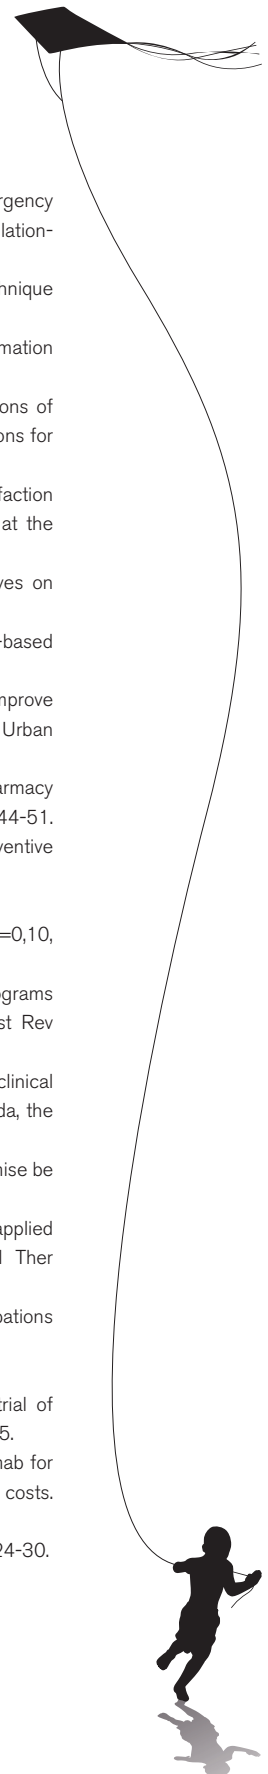 rgency
lation-
nnique
mation
ons of
ons for
faction
at the
ves on
-based
mprove
Urban
armacy
44-51.
ventive
=0,10,
ograms
st Rev
clinical
da, the
nise be
applied
l Ther
pations
trial of
5.
nab for
costs.
24-30.